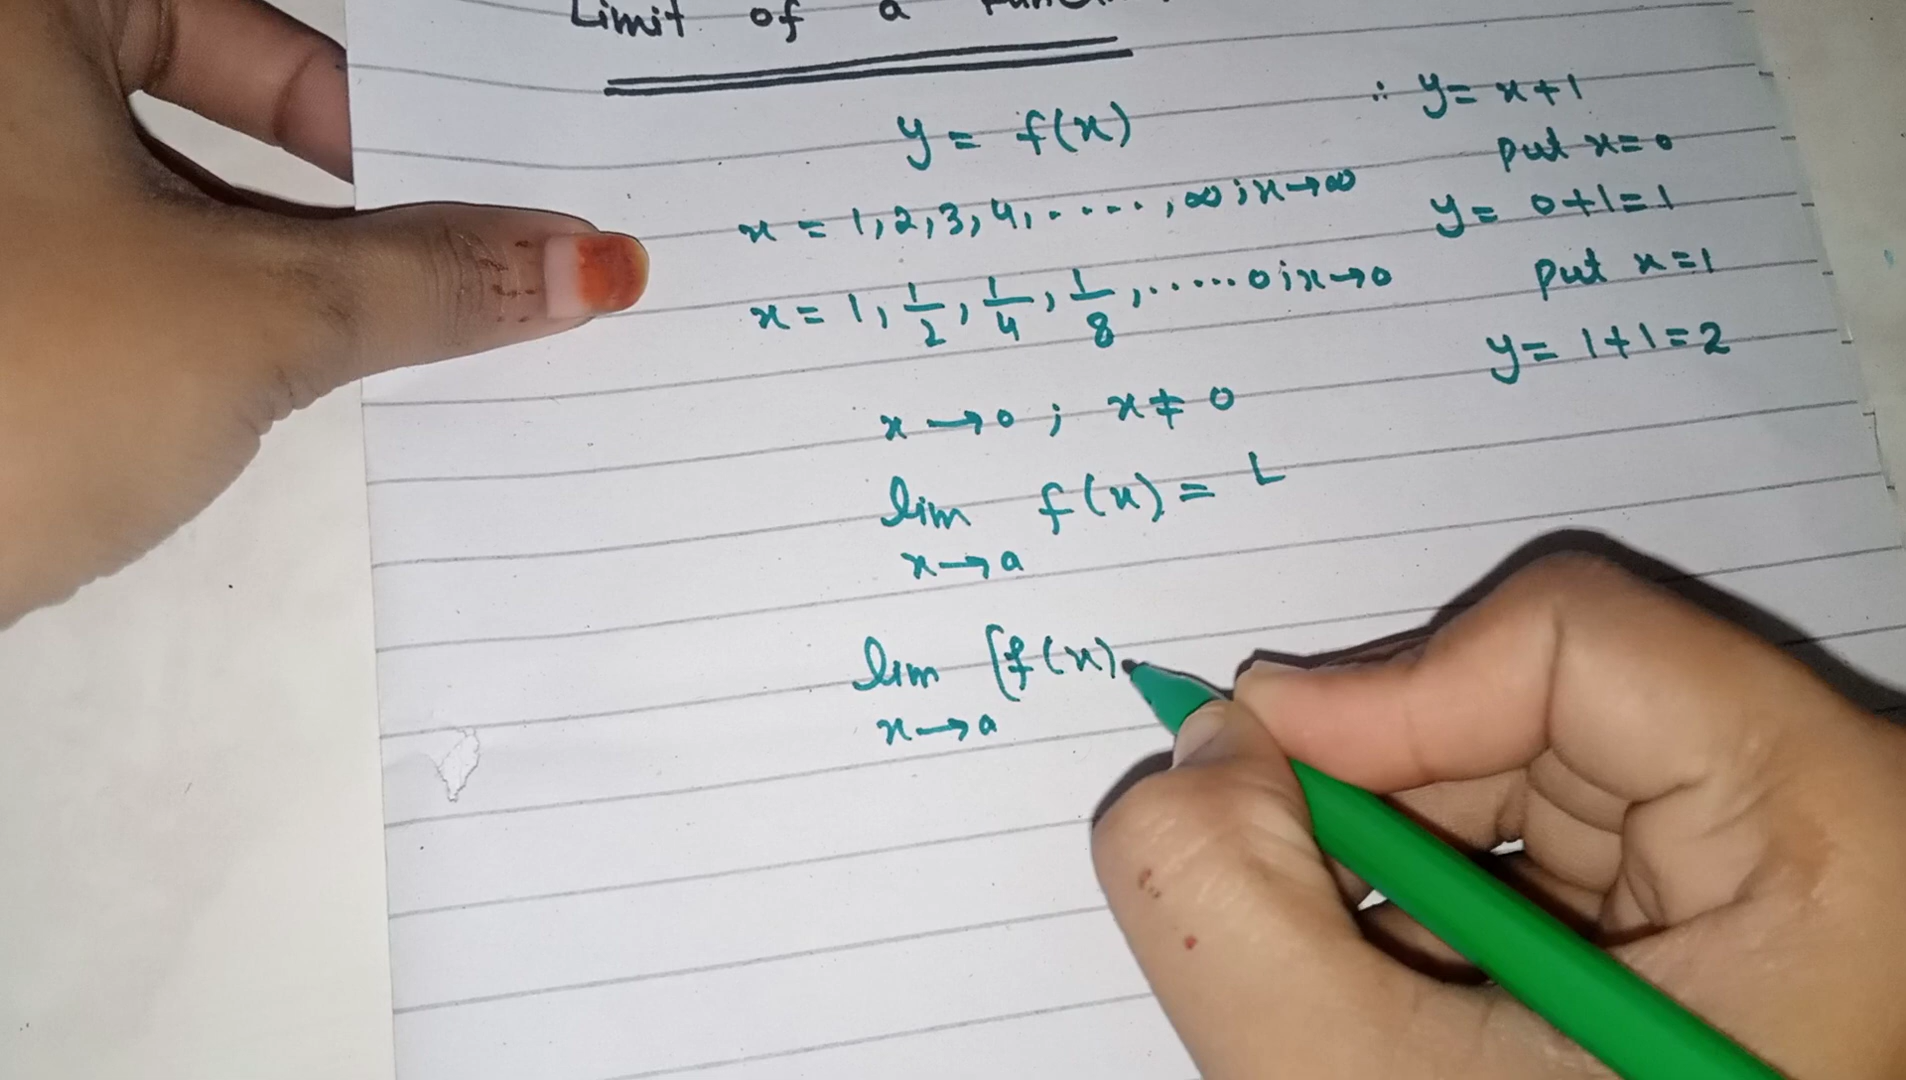 Limit of a
y = f(x)
x = 1, 2, 3, 4, ....., ∞ ; x→∞
x = 1, 1/2, 1/4, 1/8, ...... 0 ; x→0
x → 0 ; x ≠ 0
lim f(x) = L
x→a
lim [f(x)
x→a
∴ y = x+1
put x=0
y = 0+1=1
put x=1
y = 1+1=2